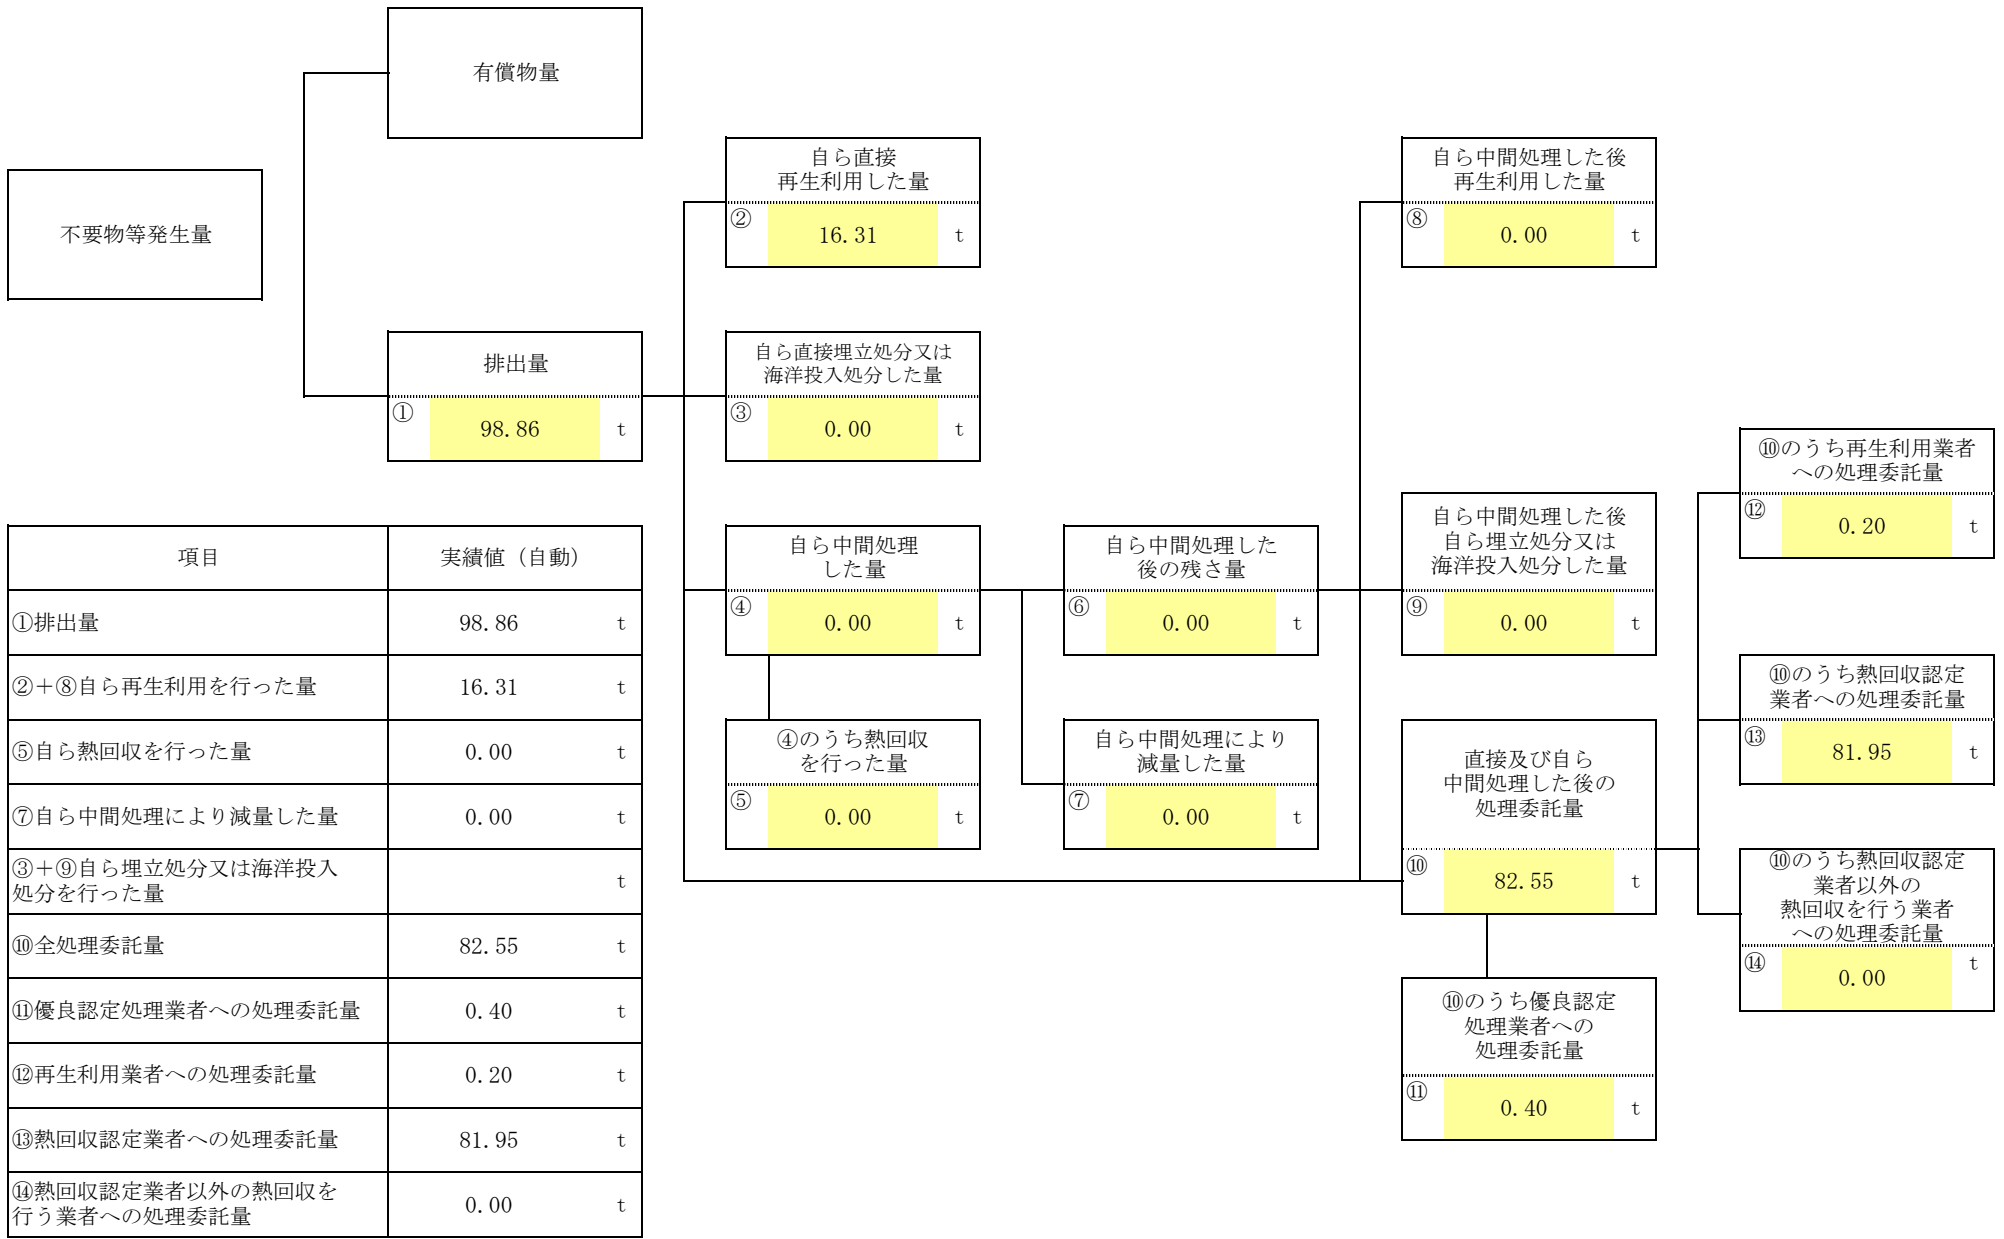 有償物量
不要物等発生量
自ら直接
再生利用した量
②
16.31
t
自ら中間処理した後
再生利用した量
⑧
0.00
t
排出量
①
98.86
t
自ら直接埋立処分又は
海洋投入処分した量
③
0.00
t
自ら中間処理
した量
④
0.00
t
自ら中間処理した
後の残さ量
⑥
0.00
t
自ら中間処理した後
自ら埋立処分又は
海洋投入処分した量
⑨
0.00
t
⑩のうち再生利用業者
への処理委託量
⑫
0.20
t
④のうち熱回収
を行った量
⑤
0.00
t
自ら中間処理により
減量した量
⑦
0.00
t
直接及び自ら
中間処理した後の
処理委託量
⑩
82.55
t
⑩のうち熱回収認定
業者への処理委託量
⑬
81.95
t
⑩のうち熱回収認定
業者以外の
熱回収を行う業者
への処理委託量
⑭
0.00
t
⑩のうち優良認定
処理業者への
処理委託量
⑪
0.40
t
項目 実績値（自動）
①排出量 98.86 t
②＋⑧自ら再生利用を行った量 16.31 t
⑤自ら熱回収を行った量 0.00 t
⑦自ら中間処理により減量した量 0.00 t
③＋⑨自ら埋立処分又は海洋投入
処分を行った量 t
⑩全処理委託量 82.55 t
⑪優良認定処理業者への処理委託量 0.40 t
⑫再生利用業者への処理委託量 0.20 t
⑬熱回収認定業者への処理委託量 81.95 t
⑭熱回収認定業者以外の熱回収を
行う業者への処理委託量 0.00 t